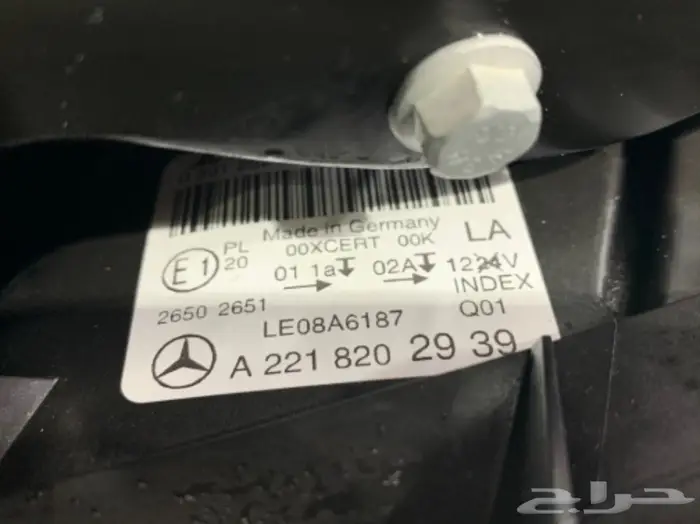 Made in Germany
00XCERT 00K LA
E1 PL 20
01 1a 02A 1224V
INDEX
2650 2651
LE08A6187 Q01
A 221 820 29 39
حراج